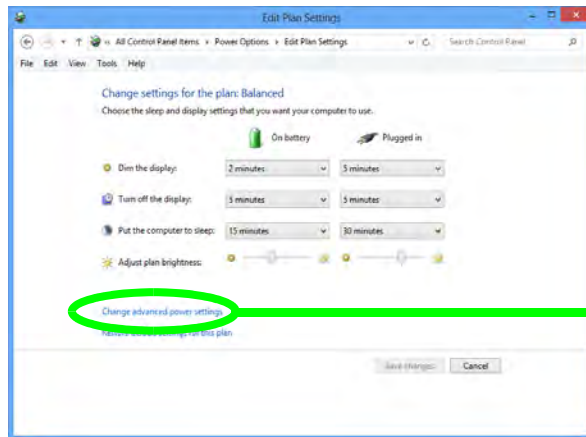 Edit Plan Settings
« All Control Panel Items › Power Options › Edit Plan Settings Search Control Panel
File Edit View Tools Help
Change settings for the plan: Balanced
Choose the sleep and display settings that you want your computer to use.
On battery Plugged in
Dim the display: 2 minutes 5 minutes
Turn off the display: 5 minutes 5 minutes
Put the computer to sleep: 15 minutes 30 minutes
Adjust plan brightness:
Change advanced power settings
Restore default settings for this plan
Save changes Cancel